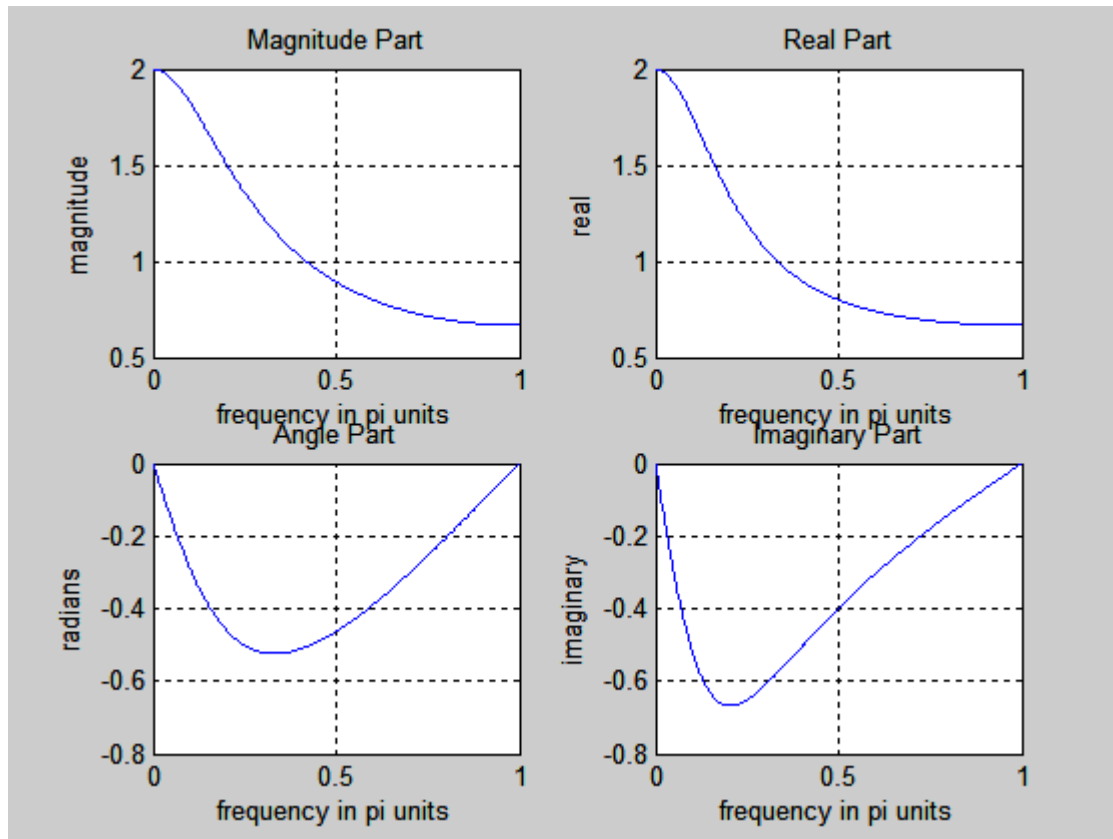 Magnitude Part
2
1.5
1
0.5
magnitude
0
0.5
1
frequency in pi units
Real Part
2
1.5
1
0.5
real
0
0.5
1
frequency in pi units
Angle Part
0
-0.2
-0.4
-0.6
-0.8
radians
0
0.5
1
frequency in pi units
Imaginary Part
0
-0.2
-0.4
-0.6
-0.8
imaginary
0
0.5
1
frequency in pi units